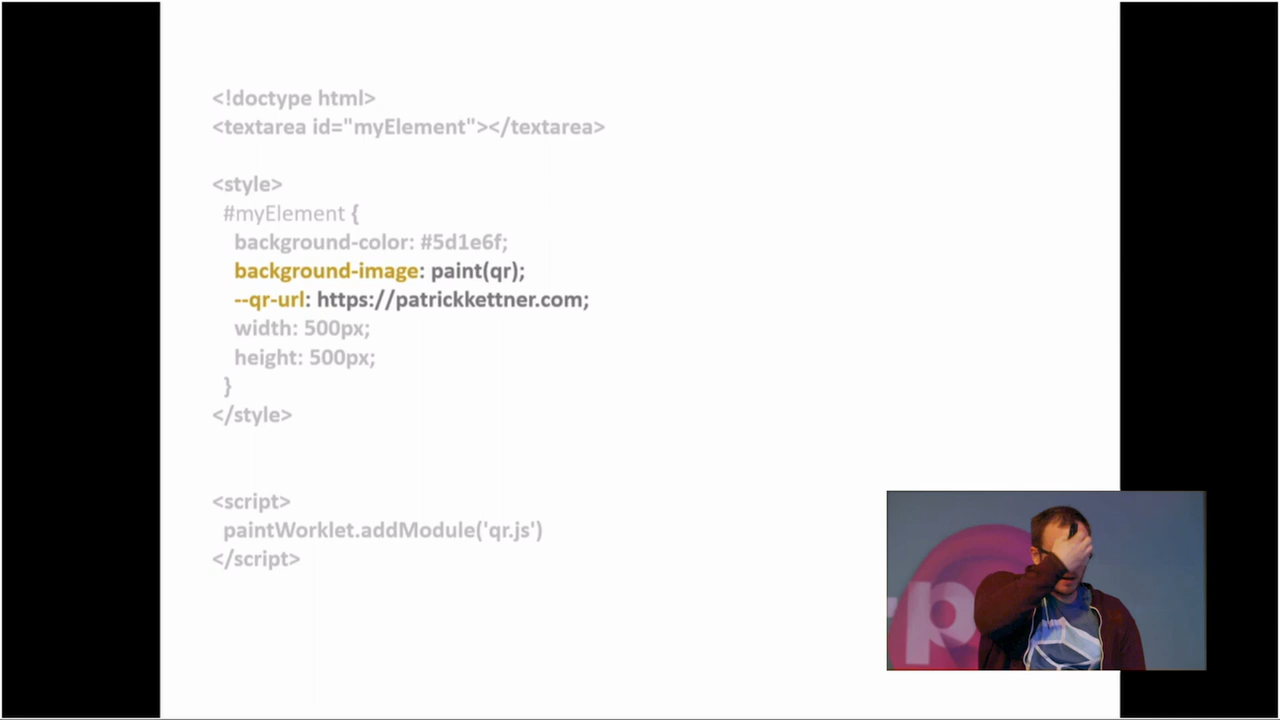 <!doctype html>
<textarea id="myElement"></textarea>
<style>
#myElement {
background-color: #5d1e6f;
background-image: paint(qr);
--qr-url: https://patrickkettner.com;
width: 500px;
height: 500px;
}
</style>
<script>
paintWorklet.addModule('qr.js')
</script>